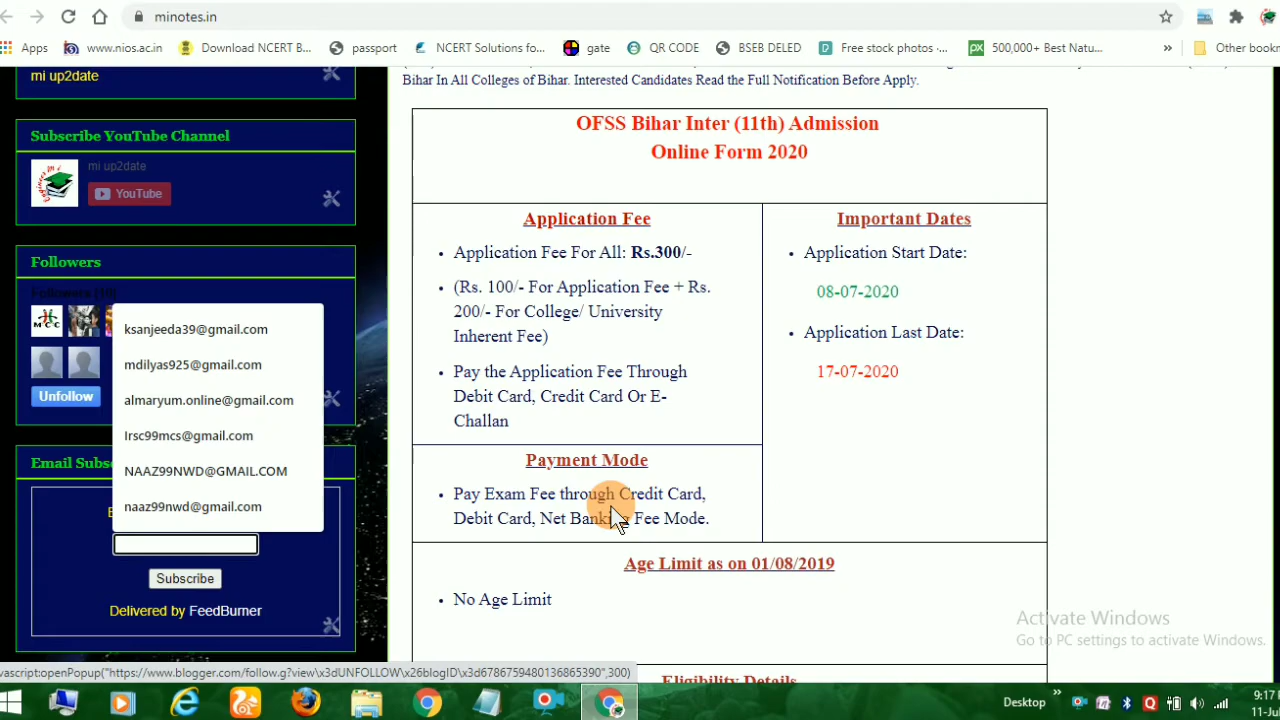 minotes.in
Apps
www.nios.ac.in
Download NCERT B...
passport
NCERT Solutions fo...
gate
QR CODE
BSEB DELED
Free stock photos -...
500,000+ Best Natu...
»
Other bookr
mi up2date
Subscribe YouTube Channel
mi up2date
YouTube
Followers
Followers (16)
Unfollow
ksanjeeda39@gmail.com
mdilyas925@gmail.com
almaryum.online@gmail.com
Irsc99mcs@gmail.com
NAAZ99NWD@GMAIL.COM
naaz99nwd@gmail.com
Email Subs
Subscribe
Delivered by FeedBurner
Bihar In All Colleges of Bihar. Interested Candidates Read the Full Notification Before Apply.
OFSS Bihar Inter (11th) Admission
Online Form 2020
Application Fee
• Application Fee For All: Rs.300/-
• (Rs. 100/- For Application Fee + Rs.
200/- For College/ University
Inherent Fee)
• Pay the Application Fee Through
Debit Card, Credit Card Or E-
Challan
Important Dates
• Application Start Date:
08-07-2020
• Application Last Date:
17-07-2020
Payment Mode
• Pay Exam Fee through Credit Card,
Debit Card, Net Banking Fee Mode.
Age Limit as on 01/08/2019
• No Age Limit
Eligibility Details
Activate Windows
Go to PC settings to activate Windows.
vascript:openPopup("https://www.blogger.com/follow.g?view\x3dUNFOLLOW\x26blogID\x3d6786759480136865390",300)
Desktop
»
9:17
11-Jul